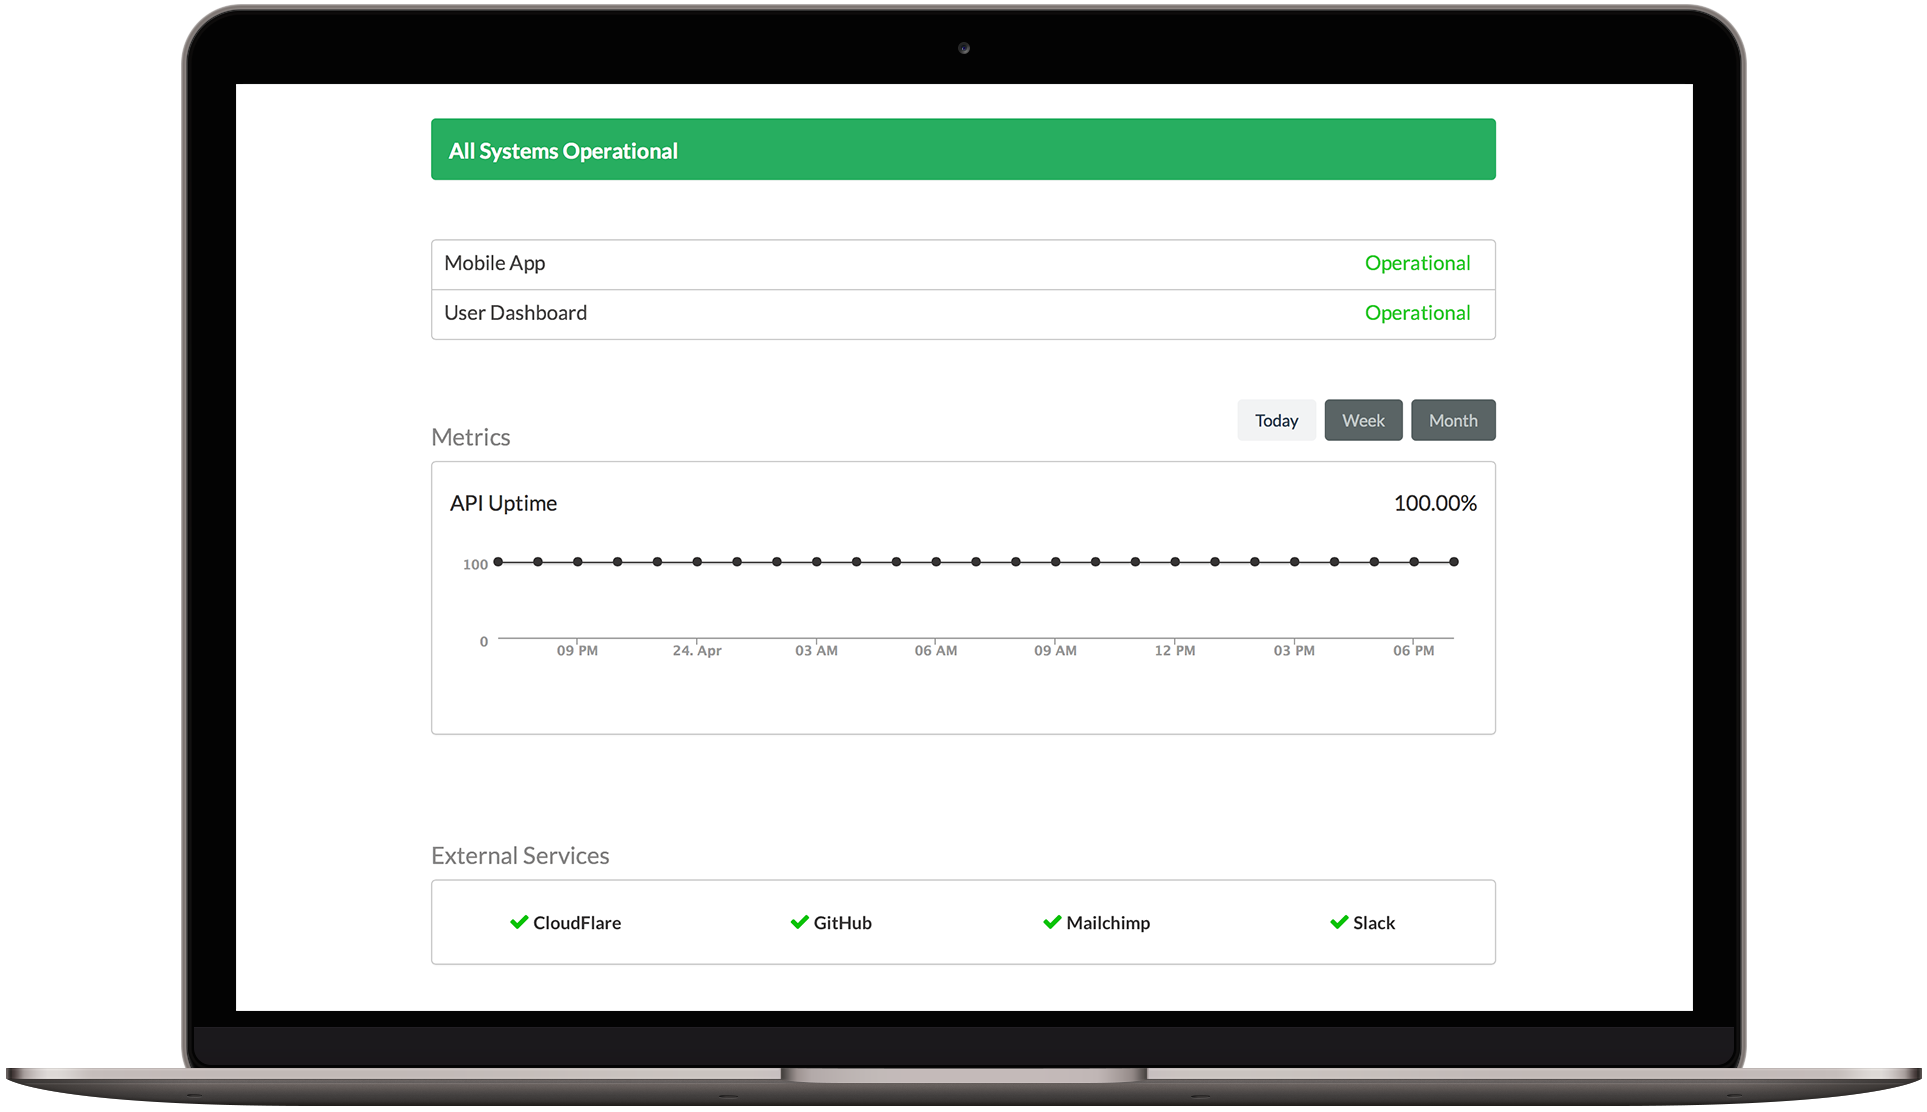 All Systems Operational
Mobile App Operational
User Dashboard Operational
Today Week Month
Metrics
API Uptime 100.00%
100
0
09 PM 24. Apr 03 AM 06 AM 09 AM 12 PM 03 PM 06 PM
External Services
CloudFlare GitHub Mailchimp Slack